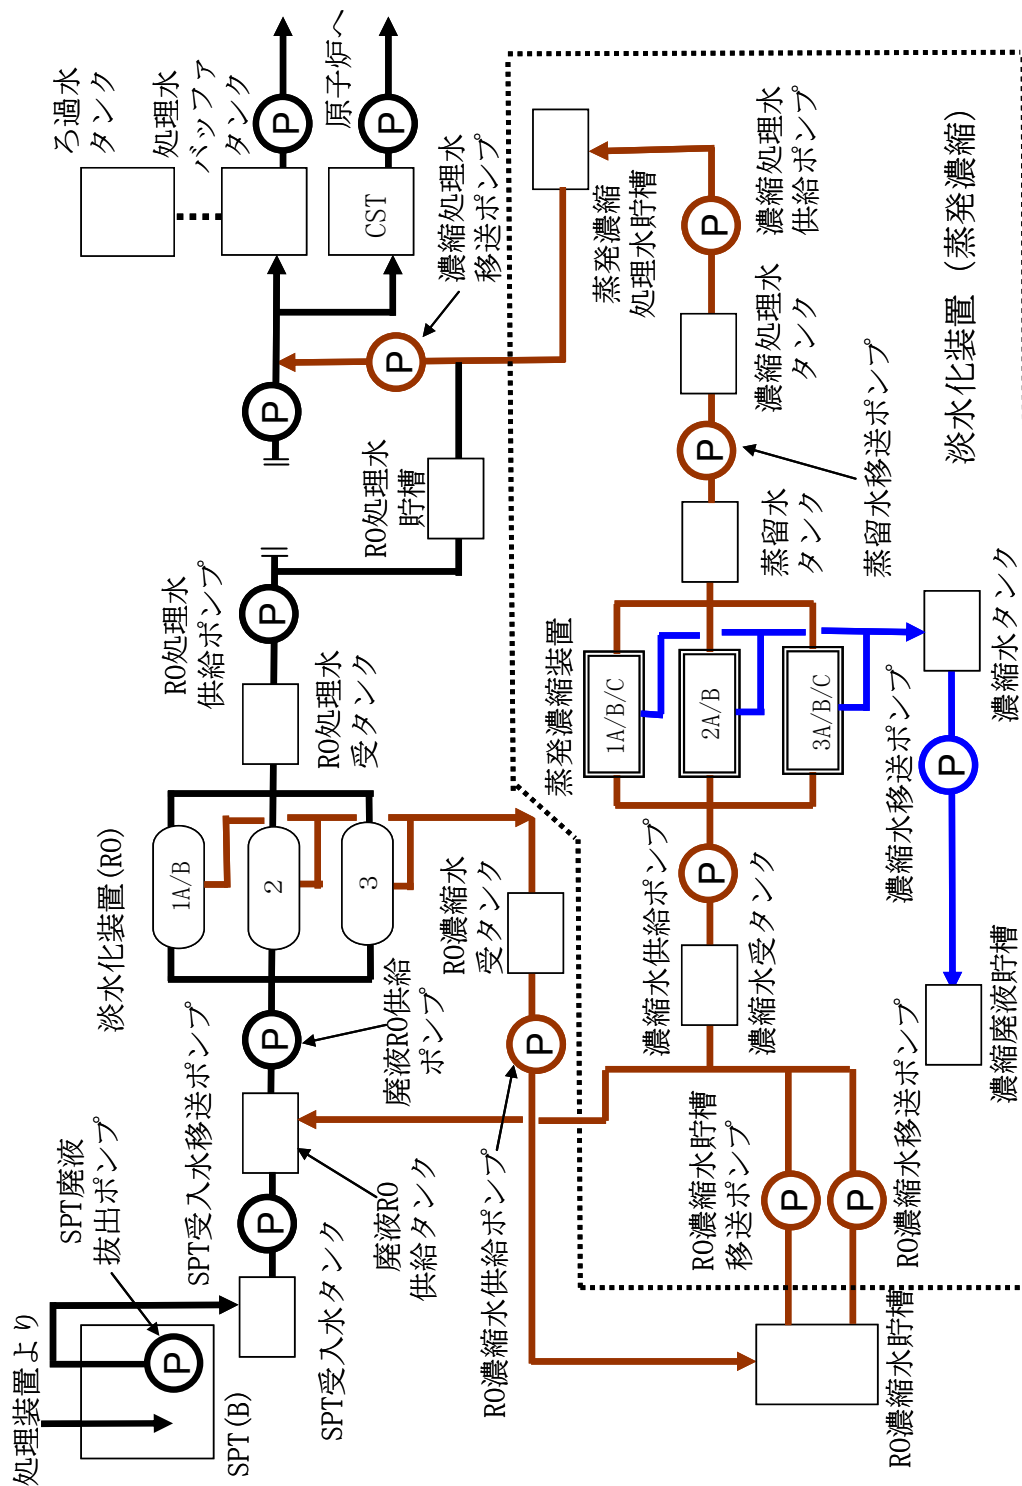 処理装置より
SPT(B)
SPT廃液
抜出ポンプ
P
SPT受入水タンク
SPT受入水移送ポンプ
P
廃液RO
供給タンク
廃液RO供給
ポンプ
P
淡水化装置(RO)
1A/B
2
3
RO処理水
受タンク
RO処理水
供給ポンプ
P
RO処理水
貯槽
P
濃縮処理水
移送ポンプ
P
ろ過水
タンク
処理水
バッファ
タンク
P
CST
P
原子炉へ
RO濃縮水
受タンク
RO濃縮水供給ポンプ
P
RO濃縮水貯槽
RO濃縮水貯槽
移送ポンプ
P
RO濃縮水移送ポンプ
P
濃縮水受タンク
濃縮水供給ポンプ
P
蒸発濃縮装置
1A/B/C
2A/B
3A/B/C
蒸留水
タンク
蒸留水移送ポンプ
P
濃縮処理水
タンク
濃縮処理水
供給ポンプ
P
蒸発濃縮
処理水貯槽
濃縮水タンク
濃縮水移送ポンプ
P
濃縮廃液貯槽
淡水化装置 (蒸発濃縮)